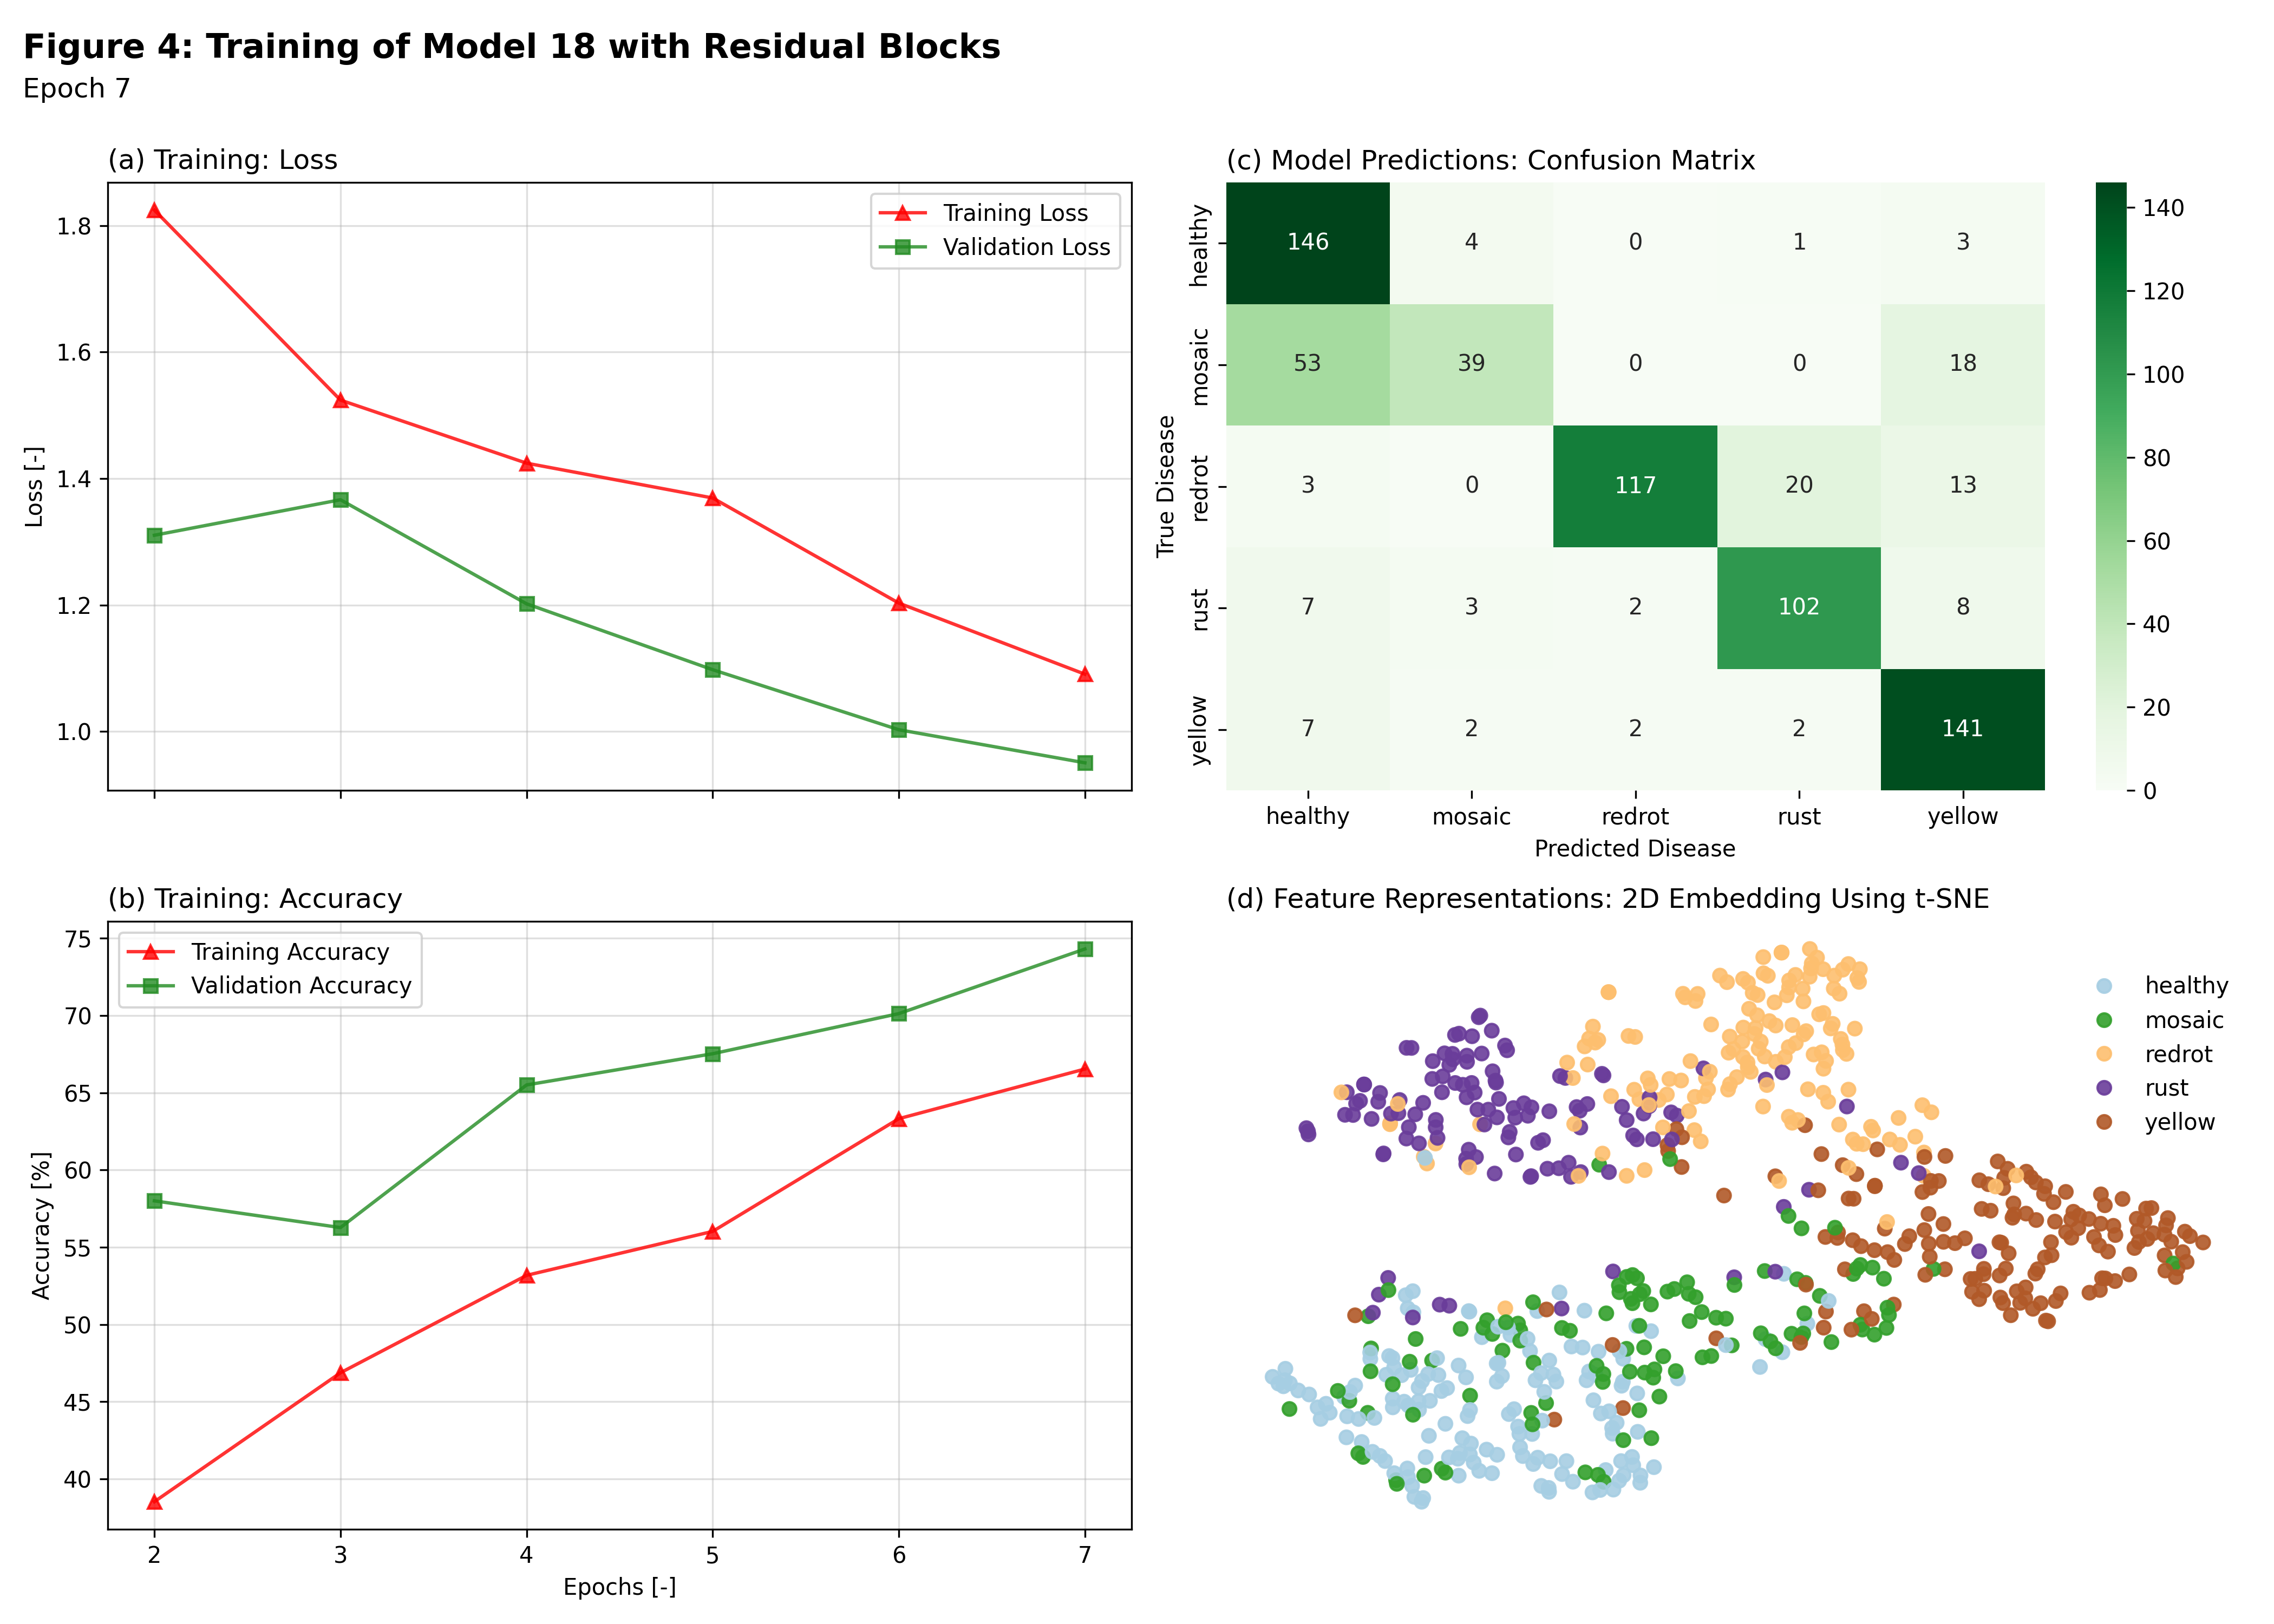 Figure 4: Training of Model 18 with Residual Blocks
Epoch 7
(a) Training: Loss
Training Loss
Validation Loss
1.8
1.6
1.4
1.2
1.0
Loss [-]
(b) Training: Accuracy
Training Accuracy
Validation Accuracy
75
70
65
60
55
50
45
40
Accuracy [%]
2 3 4 5 6 7
Epochs [-]
(c) Model Predictions: Confusion Matrix
True Disease
healthy 146 4 0 1 3
mosaic 53 39 0 0 18
redrot 3 0 117 20 13
rust 7 3 2 102 8
yellow 7 2 2 2 141
healthy mosaic redrot rust yellow
Predicted Disease
140
120
100
80
60
40
20
0
(d) Feature Representations: 2D Embedding Using t-SNE
healthy
mosaic
redrot
rust
yellow